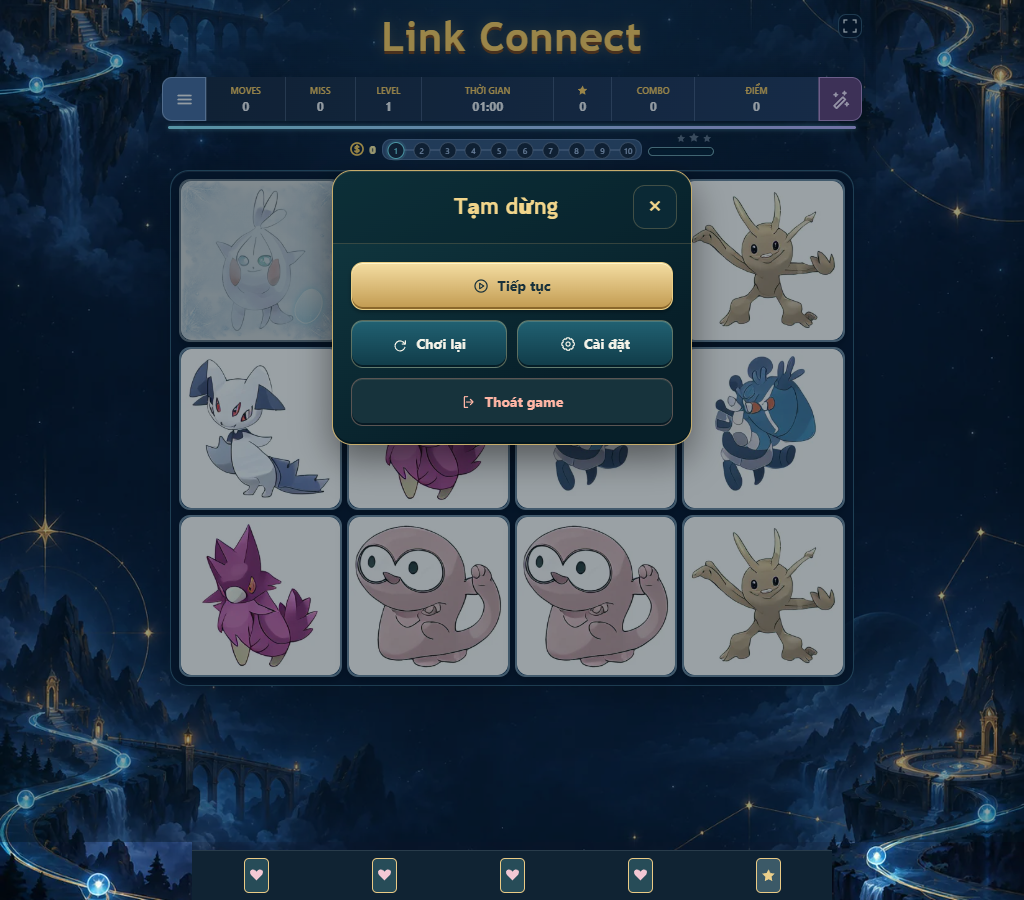 Link Connect
MOVES MISS LEVEL THỜI GIAN COMBO ĐIỂM
0 0 1 01:00 0 0 0
$ 0 1 2 3 4 5 6 7 8 9 10
Tạm dừng
Tiếp tục
Chơi lại Cài đặt
Thoát game